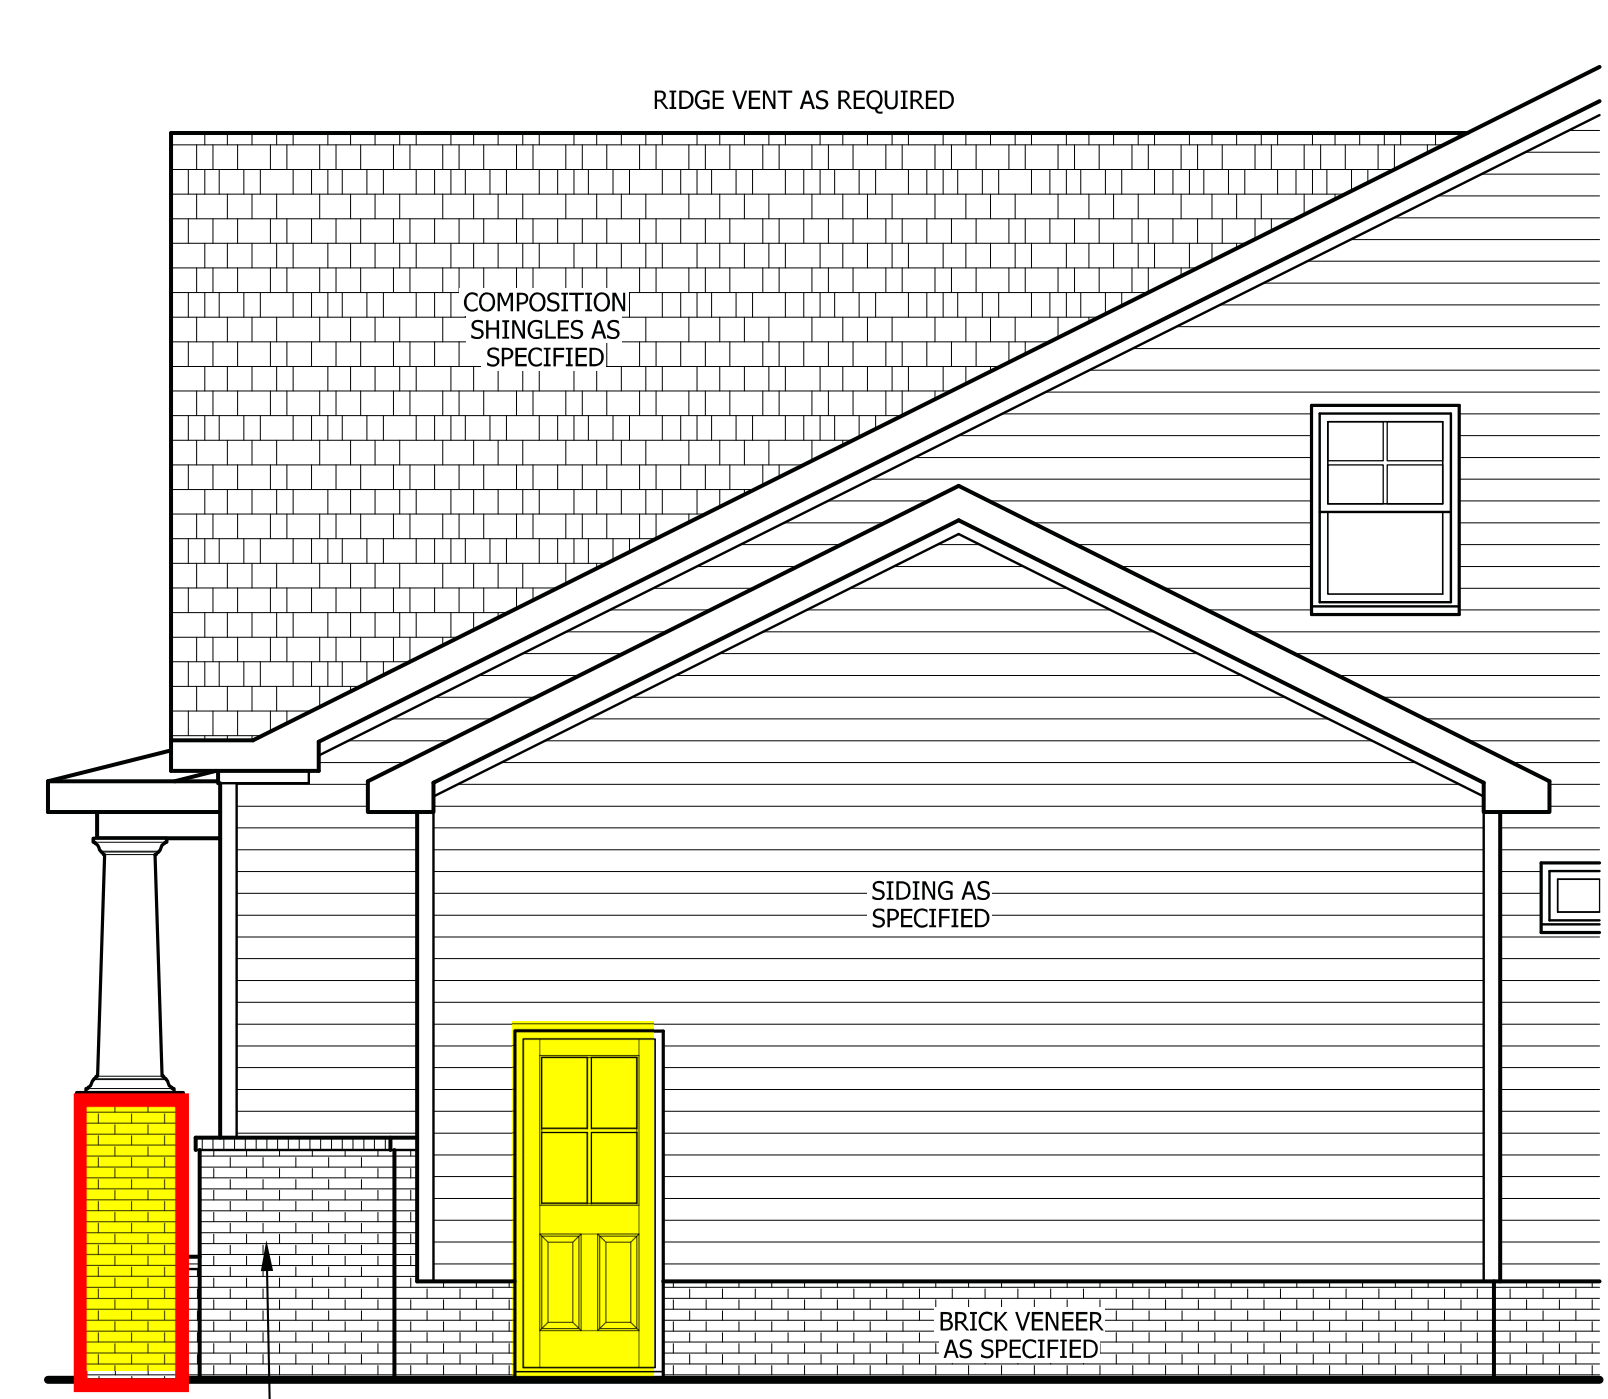 RIDGE VENT AS REQUIRED
COMPOSITION
SHINGLES AS
SPECIFIED
SIDING AS
SPECIFIED
BRICK VENEER
AS SPECIFIED